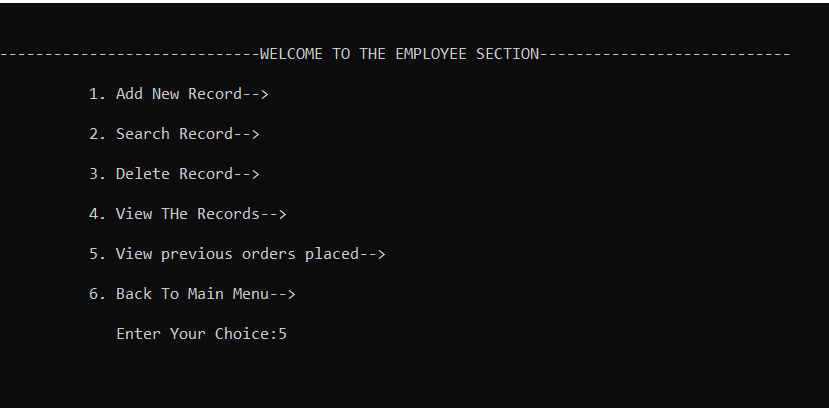 -----------------------------WELCOME TO THE EMPLOYEE SECTION----------------------------
1. Add New Record-->
2. Search Record-->
3. Delete Record-->
4. View THe Records-->
5. View previous orders placed-->
6. Back To Main Menu-->
Enter Your Choice:5